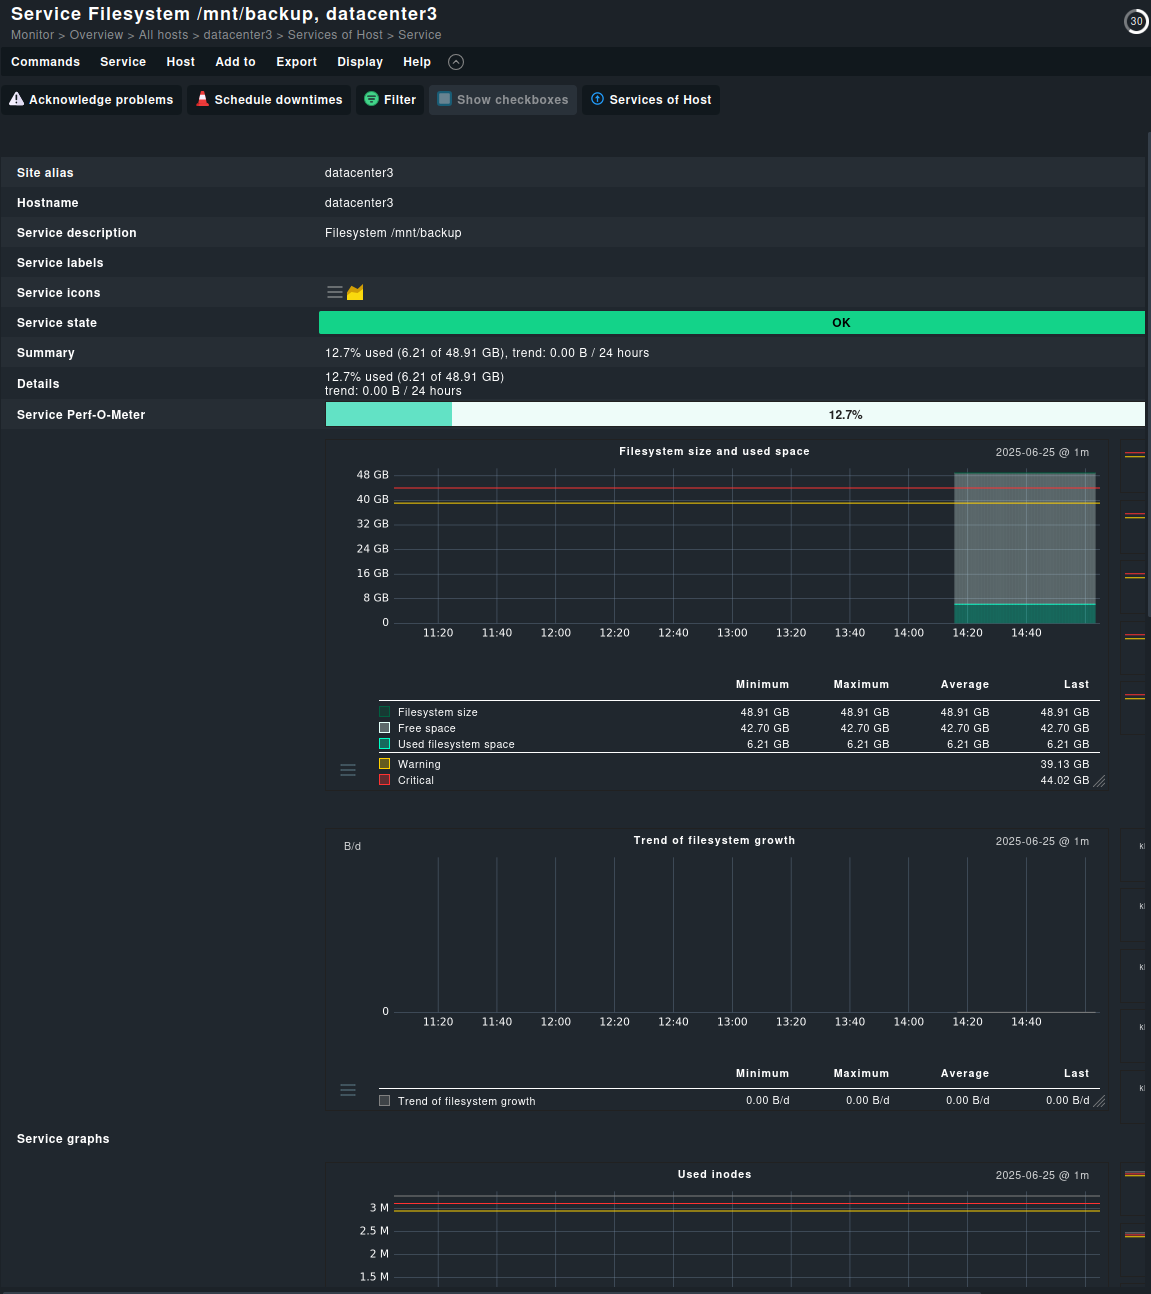 Service Filesystem /mnt/backup, datacenter3
30
Monitor > Overview > All hosts > datacenter3 > Services of Host > Service
Commands Service Host Add to Export Display Help
Acknowledge problems Schedule downtimes Filter Show checkboxes Services of Host
Site alias datacenter3
Hostname datacenter3
Service description Filesystem /mnt/backup
Service labels
Service icons
Service state OK
Summary 12.7% used (6.21 of 48.91 GB), trend: 0.00 B / 24 hours
Details 12.7% used (6.21 of 48.91 GB)
trend: 0.00 B / 24 hours
Service Perf-O-Meter 12.7%
Filesystem size and used space 2025-06-25 @ 1m
48 GB
40 GB
32 GB
24 GB
16 GB
8 GB
0
11:20 11:40 12:00 12:20 12:40 13:00 13:20 13:40 14:00 14:20 14:40
Minimum Maximum Average Last
Filesystem size 48.91 GB 48.91 GB 48.91 GB 48.91 GB
Free space 42.70 GB 42.70 GB 42.70 GB 42.70 GB
Used filesystem space 6.21 GB 6.21 GB 6.21 GB 6.21 GB
Warning 39.13 GB
Critical 44.02 GB
Trend of filesystem growth 2025-06-25 @ 1m
B/d
0
11:20 11:40 12:00 12:20 12:40 13:00 13:20 13:40 14:00 14:20 14:40
Minimum Maximum Average Last
Trend of filesystem growth 0.00 B/d 0.00 B/d 0.00 B/d 0.00 B/d
Service graphs
Used inodes 2025-06-25 @ 1m
3 M
2.5 M
2 M
1.5 M